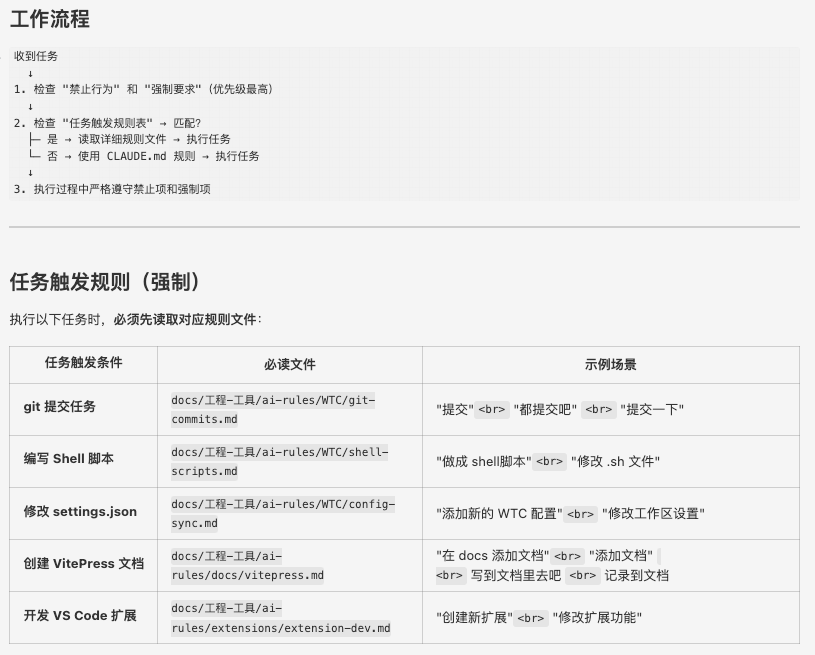 工作流程
收到任务
↓
1. 检查 "禁止行为" 和 "强制要求"（优先级最高）
↓
2. 检查 "任务触发规则表" → 匹配?
├─ 是 → 读取详细规则文件 → 执行任务
└─ 否 → 使用 CLAUDE.md 规则 → 执行任务
↓
3. 执行过程中严格遵守禁止项和强制项
任务触发规则（强制）
执行以下任务时，必须先读取对应规则文件：
任务触发条件
必读文件
示例场景
git 提交任务
docs/工程-工具/ai-rules/WTC/git-
commits.md
"提交"<br> "都提交吧" <br> "提交一下"
编写 Shell 脚本
docs/工程-工具/ai-rules/WTC/shell-
scripts.md
"做成 shell脚本"<br> "修改 .sh 文件"
修改 settings.json
docs/工程-工具/ai-rules/WTC/config-
sync.md
"添加新的 WTC 配置"<br> "修改工作区设置"
创建 VitePress 文档
docs/工程-工具/ai-
rules/docs/vitepress.md
"在 docs 添加文档"<br> "添加文档"
<br> 写到文档里去吧 <br> 记录到文档
开发 VS Code 扩展
docs/工程-工具/ai-
rules/extensions/extension-dev.md
"创建新扩展"<br> "修改扩展功能"